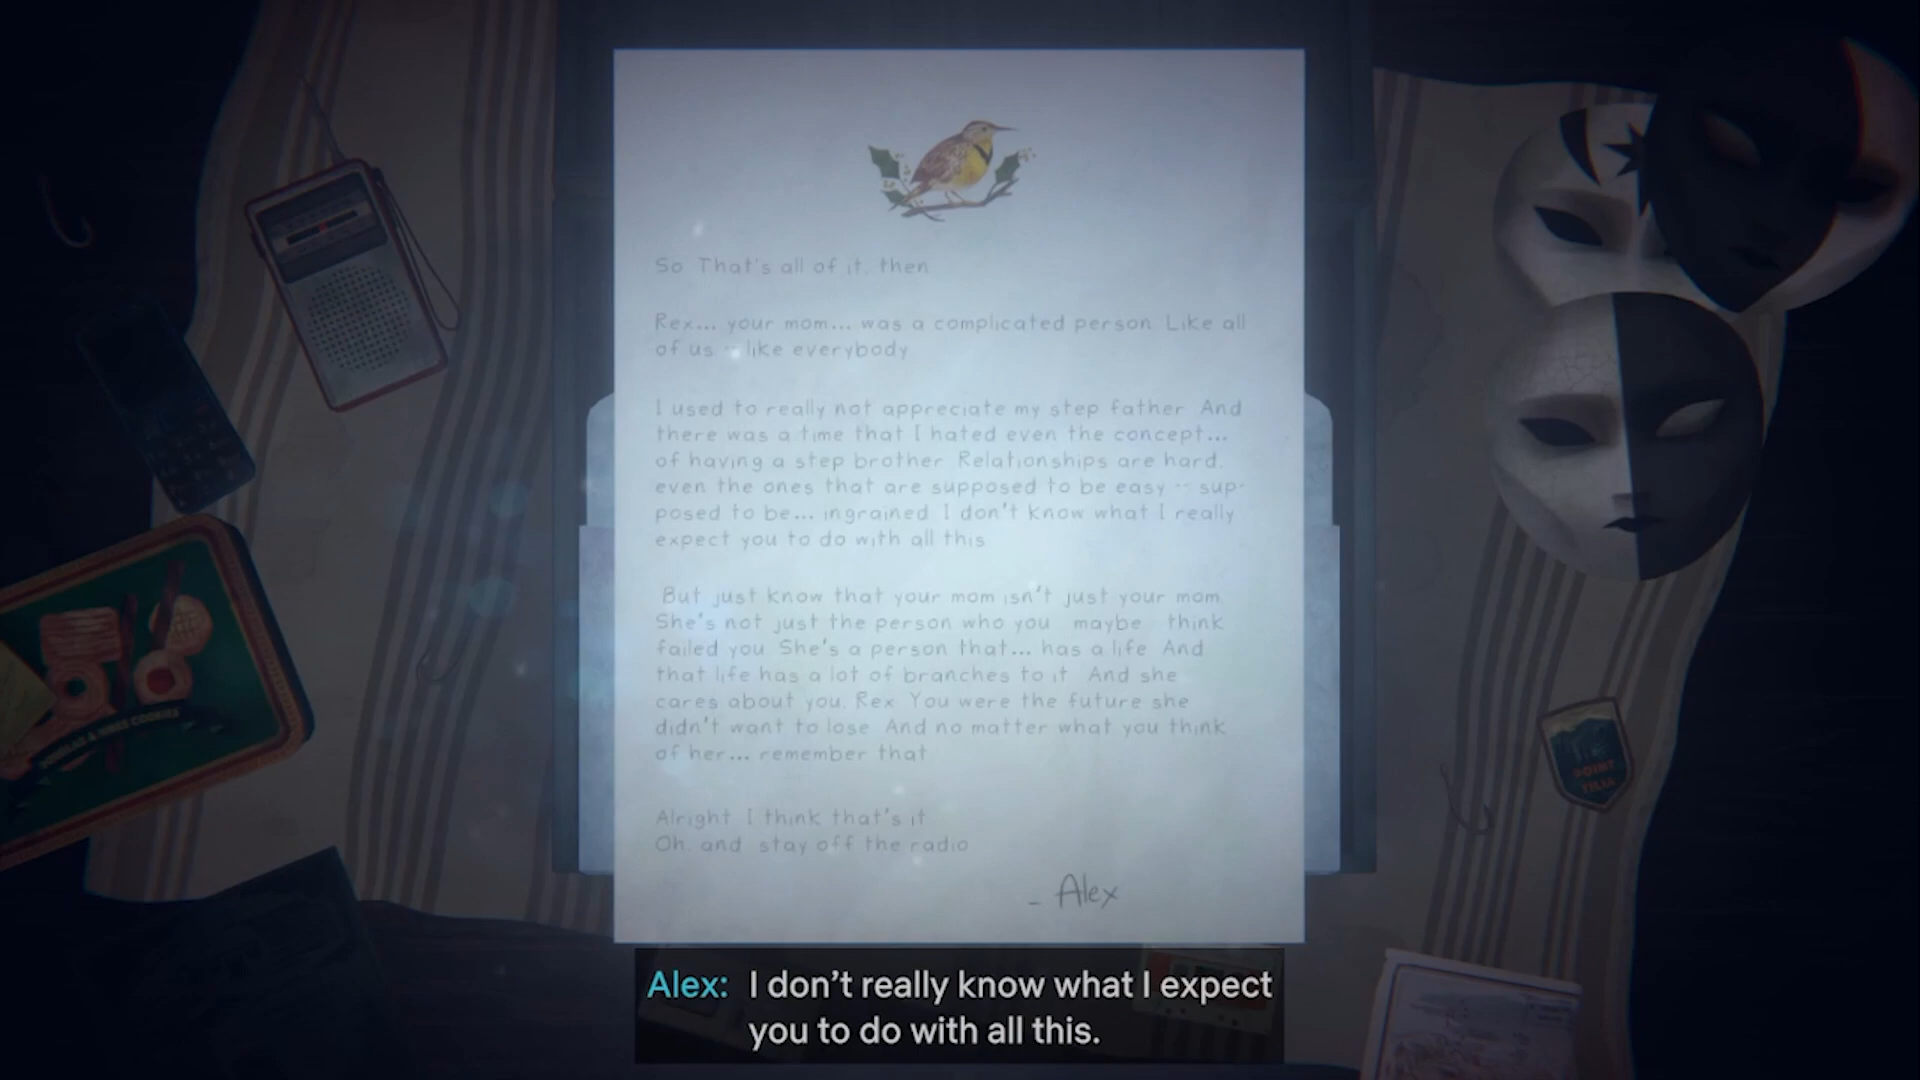 So. That's all of it, then.
Rex... your mom... was a complicated person. Like all
of us -- like everybody.
I used to really not appreciate my step father. And
there was a time that I hated even the concept...
of having a step brother. Relationships are hard,
even the ones that are supposed to be easy -- sup-
posed to be... ingrained. I don't know what I really
expect you to do with all this.
But just know that your mom isn't just your mom.
She's not just the person who you maybe think
failed you. She's a person that... has a life. And
that life has a lot of branches to it. And she
cares about you, Rex. You were the future she
didn't want to lose. And no matter what you think
of her... remember that.
Alright. I think that's it.
Oh, and stay off the radio.
- Alex
Alex: I don't really know what I expect
you to do with all this.
DOUGLAS & HINES COOKIES
POINT